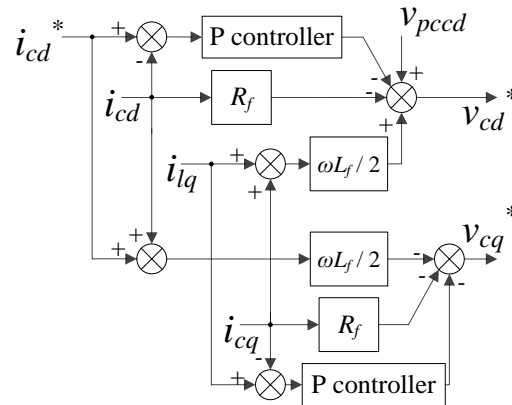 i_cd* + P controller v_pccd
- - +
i_cd R_f - v_cd*
i_lq + ωL_f / 2 +
+
+ v_cq*
+ ωL_f / 2 -
- -
i_cq R_f
-
+ P controller